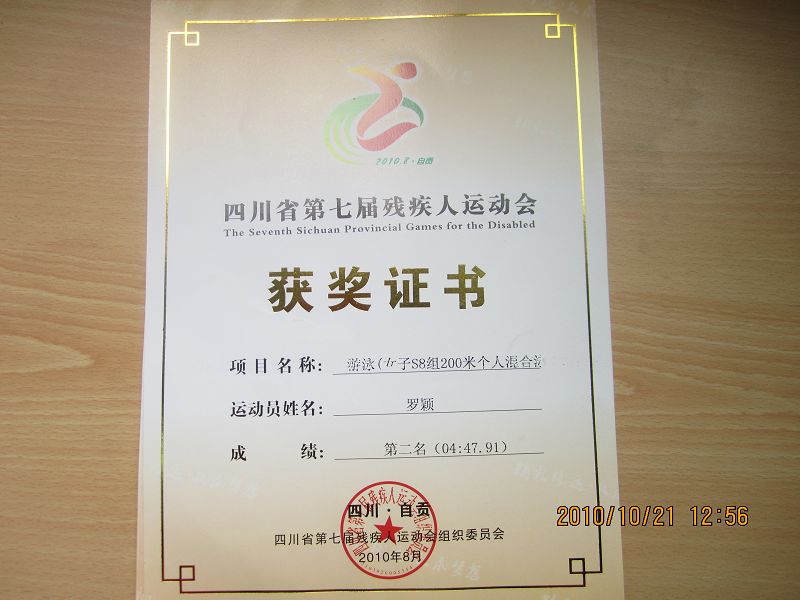 2010.8·自贡
四川省第七届残疾人运动会
The Seventh Sichuan Provincial Games for the Disabled
获奖证书
项目名称: 游泳(女子S8组200米个人混合泳
运动员姓名: 罗颖
成 绩: 第二名 (04:47.91)
四川·自贡
四川省第七届残疾人运动会组织委员会
2010年8月
2010/10/21 12:56